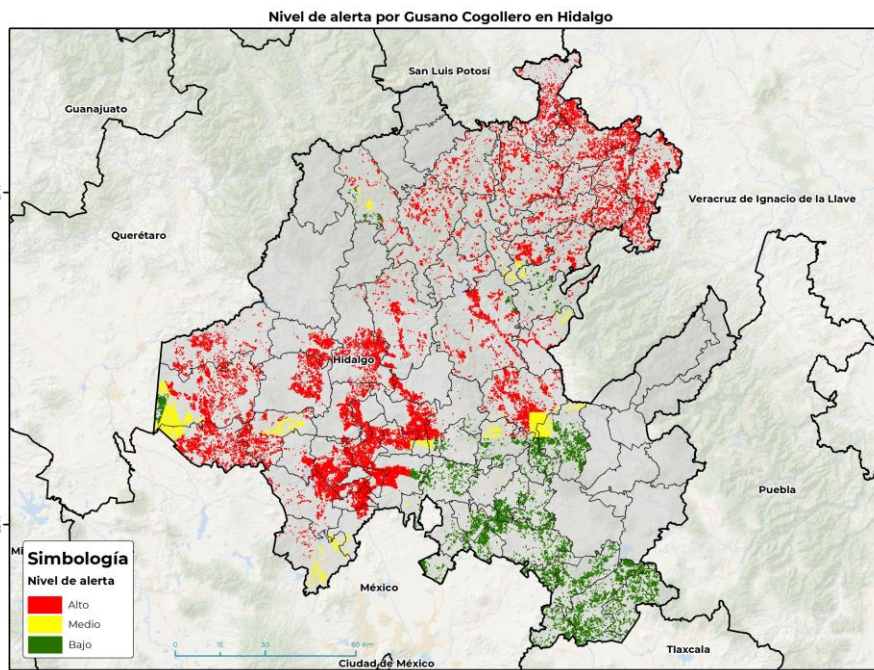 Nivel de alerta por Gusano Cogollero en Hidalgo
San Luis Potosí
Guanajuato
Veracruz de Ignacio de la Llave
Querétaro
Hidalgo
Puebla
Simbología
Nivel de alerta
Alto
Medio
Bajo
México
0 15 30 60 Km
Tlaxcala
Ciudad de México